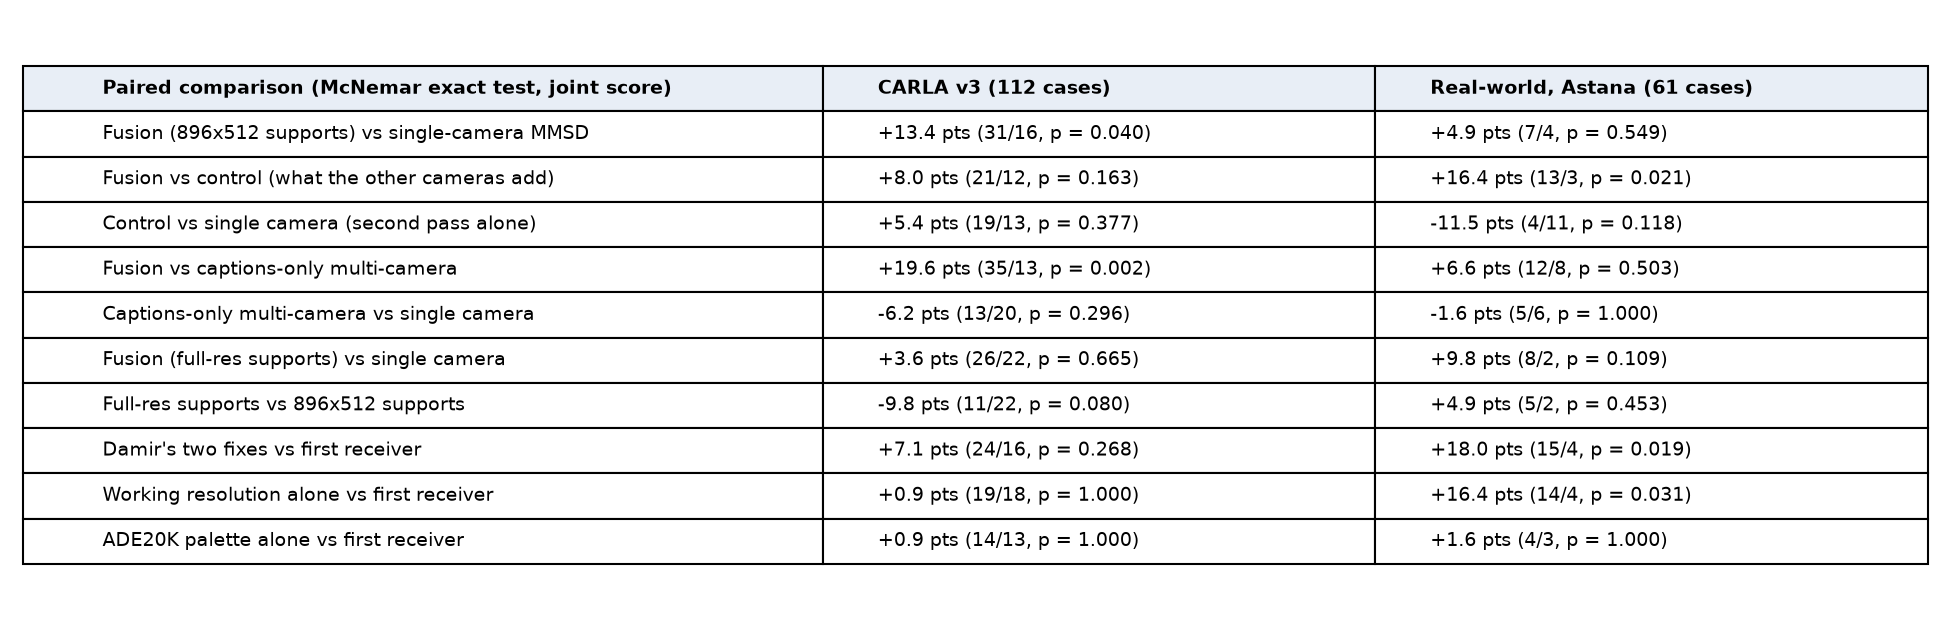 Paired comparison (McNemar exact test, joint score) CARLA v3 (112 cases) Real-world, Astana (61 cases)
Fusion (896x512 supports) vs single-camera MMSD +13.4 pts (31/16, p = 0.040) +4.9 pts (7/4, p = 0.549)
Fusion vs control (what the other cameras add) +8.0 pts (21/12, p = 0.163) +16.4 pts (13/3, p = 0.021)
Control vs single camera (second pass alone) +5.4 pts (19/13, p = 0.377) -11.5 pts (4/11, p = 0.118)
Fusion vs captions-only multi-camera +19.6 pts (35/13, p = 0.002) +6.6 pts (12/8, p = 0.503)
Captions-only multi-camera vs single camera -6.2 pts (13/20, p = 0.296) -1.6 pts (5/6, p = 1.000)
Fusion (full-res supports) vs single camera +3.6 pts (26/22, p = 0.665) +9.8 pts (8/2, p = 0.109)
Full-res supports vs 896x512 supports -9.8 pts (11/22, p = 0.080) +4.9 pts (5/2, p = 0.453)
Damir's two fixes vs first receiver +7.1 pts (24/16, p = 0.268) +18.0 pts (15/4, p = 0.019)
Working resolution alone vs first receiver +0.9 pts (19/18, p = 1.000) +16.4 pts (14/4, p = 0.031)
ADE20K palette alone vs first receiver +0.9 pts (14/13, p = 1.000) +1.6 pts (4/3, p = 1.000)